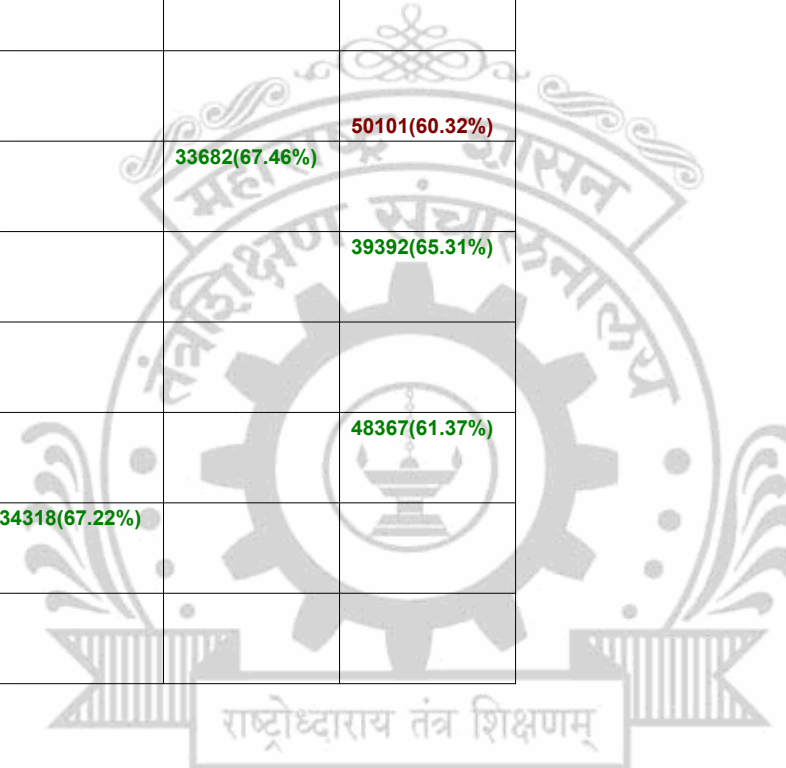 50101(60.32%)
33682(67.46%)
महाराष्ट्र शासन
तंत्रशिक्षण संचालनालय
39392(65.31%)
48367(61.37%)
34318(67.22%)
राष्ट्रोध्दाराय तंत्र शिक्षणम्